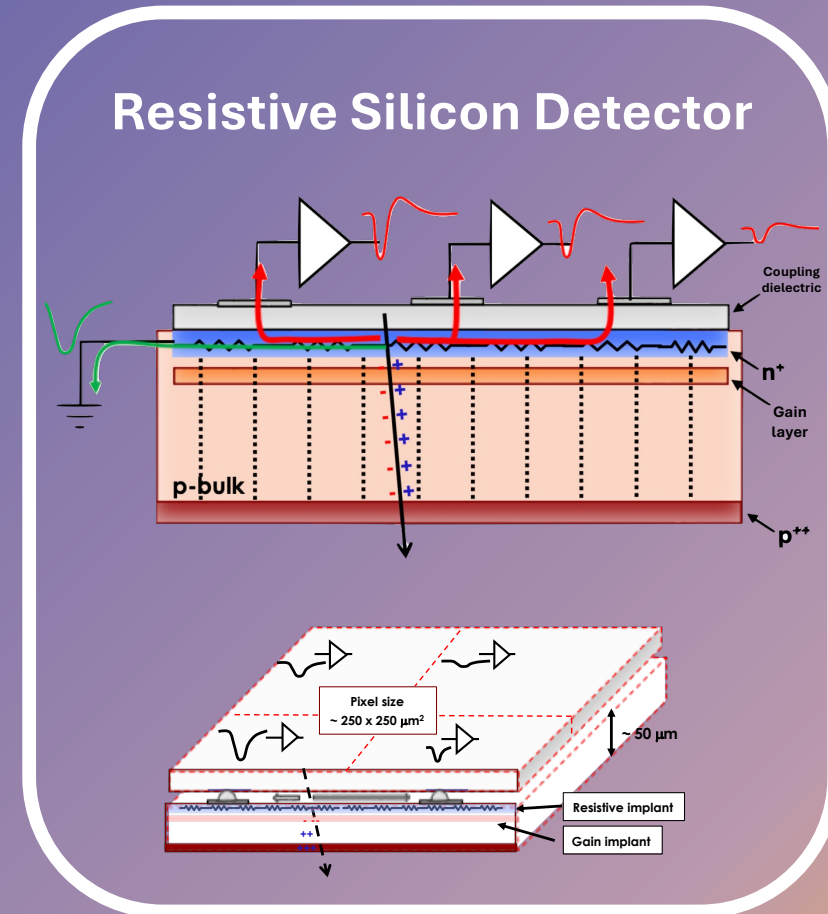 Resistive Silicon Detector
Coupling
dielectric
n⁺
Gain
layer
p-bulk
p⁺⁺
Pixel size
~ 250 x 250 µm²
~ 50 µm
Resistive implant
Gain implant